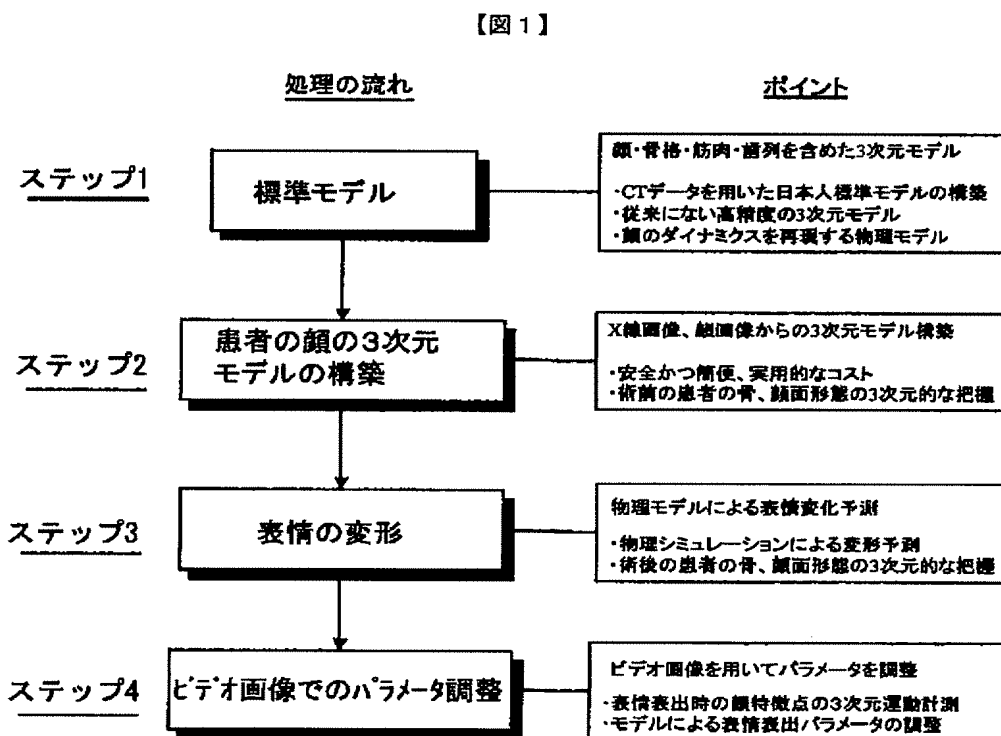 【図1】
処理の流れ
ポイント
ステップ1
標準モデル
顔・骨格・筋肉・歯列を含めた3次元モデル
・CTデータを用いた日本人標準モデルの構築
・従来にない高精度の3次元モデル
・顔のダイナミクスを再現する物理モデル
ステップ2
患者の顔の3次元
モデルの構築
X線画像、顔画像からの3次元モデル構築
・安全かつ簡便、実用的なコスト
・術前の患者の骨、顔面形態の3次元的な把握
ステップ3
表情の変形
物理モデルによる表情変化予測
・物理シミュレーションによる変形予測
・術後の患者の骨、顔面形態の3次元的な把握
ステップ4
ビデオ画像でのパラメータ調整
ビデオ画像を用いてパラメータを調整
・表情表出時の顔特徴点の3次元運動計測
・モデルによる表情表出パラメータの調整